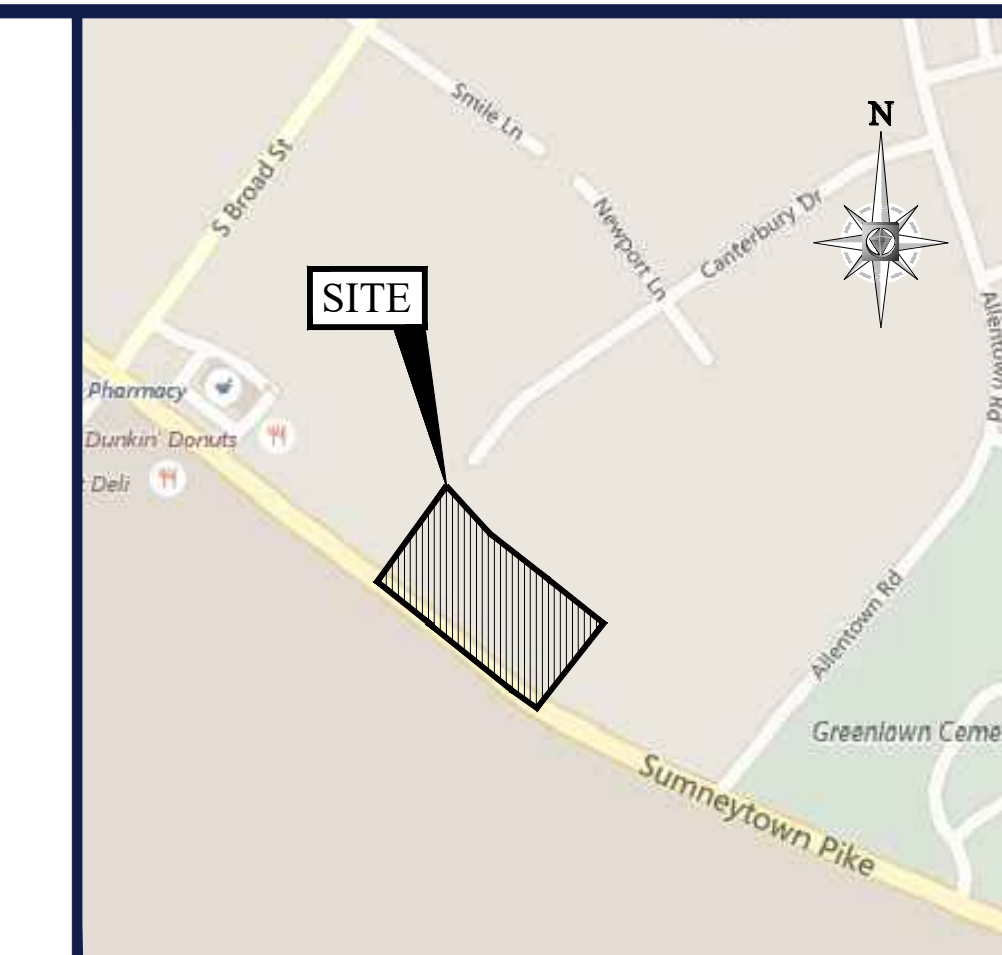 Smile Ln
N
S Broad St
Newport Ln
Canterbury Dr
SITE
Allentown Rd
Pharmacy
Dunkin' Donuts
Deli
Allentown Rd
Greenlawn Ceme
Sumneytown Pike